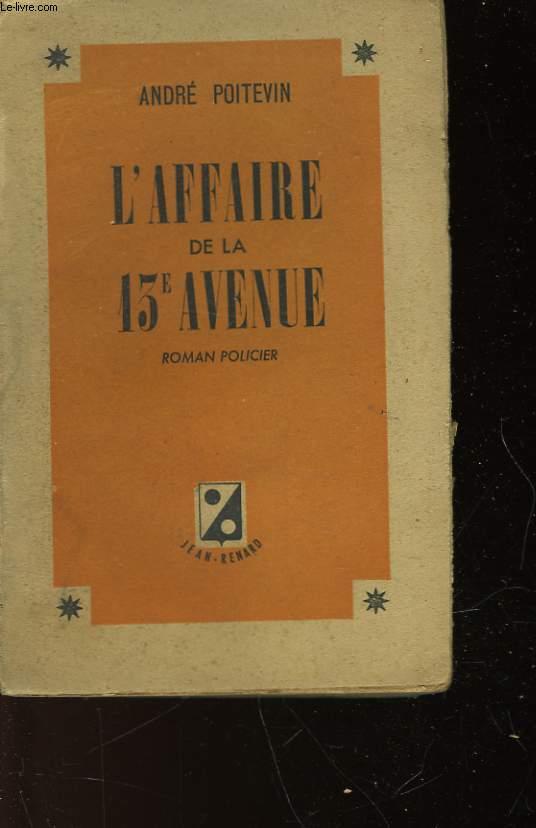 Le-livre.com
ANDRÉ POITEVIN
L'AFFAIRE
DE LA
13E AVENUE
ROMAN POLICIER
JEAN-RENARD